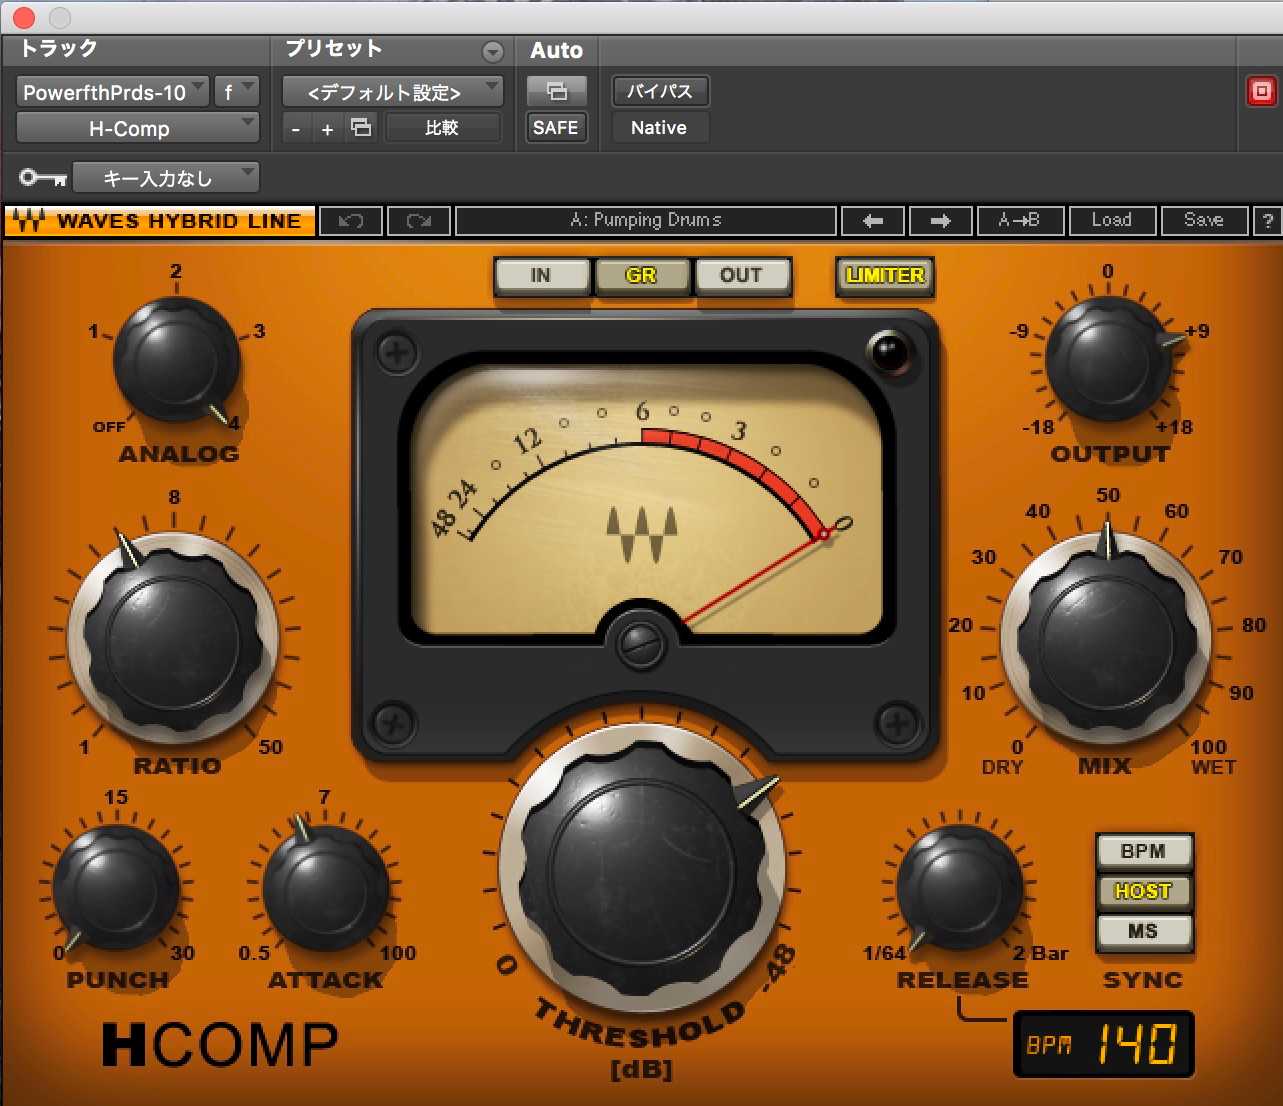 トラック プリセット Auto
PowerfthPrds-10 f <デフォルト設定> バイパス
H-Comp - + 比較 SAFE Native
キー入力なし
WAVES HYBRID LINE A: Pumping Drums A→B Load Save ?
IN GR OUT LIMITER
OFF 1 2 3 4
ANALOG
48 24 12 6 3 0
-18 -9 0 +9 +18
OUTPUT
1 8 50
RATIO
0 10 20 30 40 50 60 70 80 90 100
DRY MIX WET
0 15 30
PUNCH
0.5 7 100
ATTACK
0 -48
THRESHOLD
[dB]
1/64 2 Bar
RELEASE
BPM
HOST
MS
SYNC
HCOMP
BPM 140